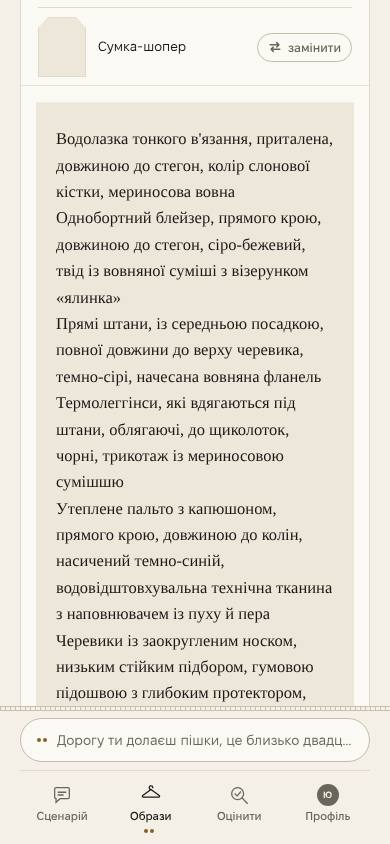 Сумка-шопер
замінити
Водолазка тонкого в'язання, приталена,
довжиною до стегон, колір слонової
кістки, мериносова вовна
Однобортний блейзер, прямого крою,
довжиною до стегон, сіро-бежевий,
твід із вовняної суміші з візерунком
«ялинка»
Прямі штани, із середньою посадкою,
повної довжини до верху черевика,
темно-сірі, начесана вовняна фланель
Термолеггінси, які вдягаються під
штани, облягаючі, до щиколоток,
чорні, трикотаж із мериносовою
сумішшю
Утеплене пальто з капюшоном,
прямого крою, довжиною до колін,
насичений темно-синій,
водовідштовхувальна технічна тканина
з наповнювачем із пуху й пера
Черевики із заокругленим носком,
низьким стійким підбором, гумовою
підошвою з глибоким протектором,
Дорогу ти долаєш пішки, це близько двадц...
Сценарій
Образи
Оцінити
Ю
Профіль